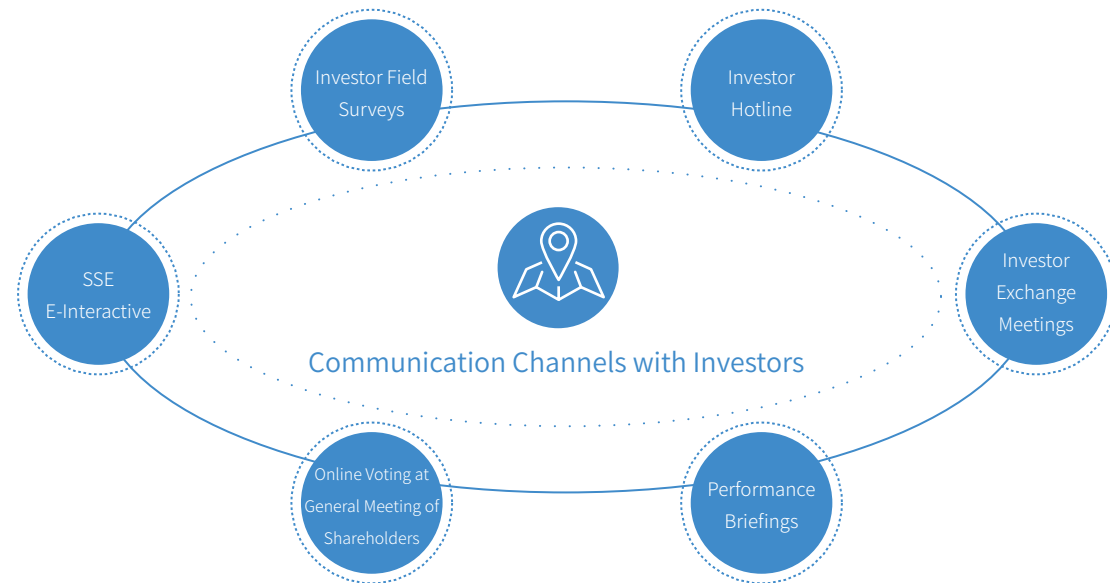 Investor Field
Surveys
Investor
Hotline
SSE
E-Interactive
Investor
Exchange
Meetings
Communication Channels with Investors
Online Voting at
General Meeting of
Shareholders
Performance
Briefings